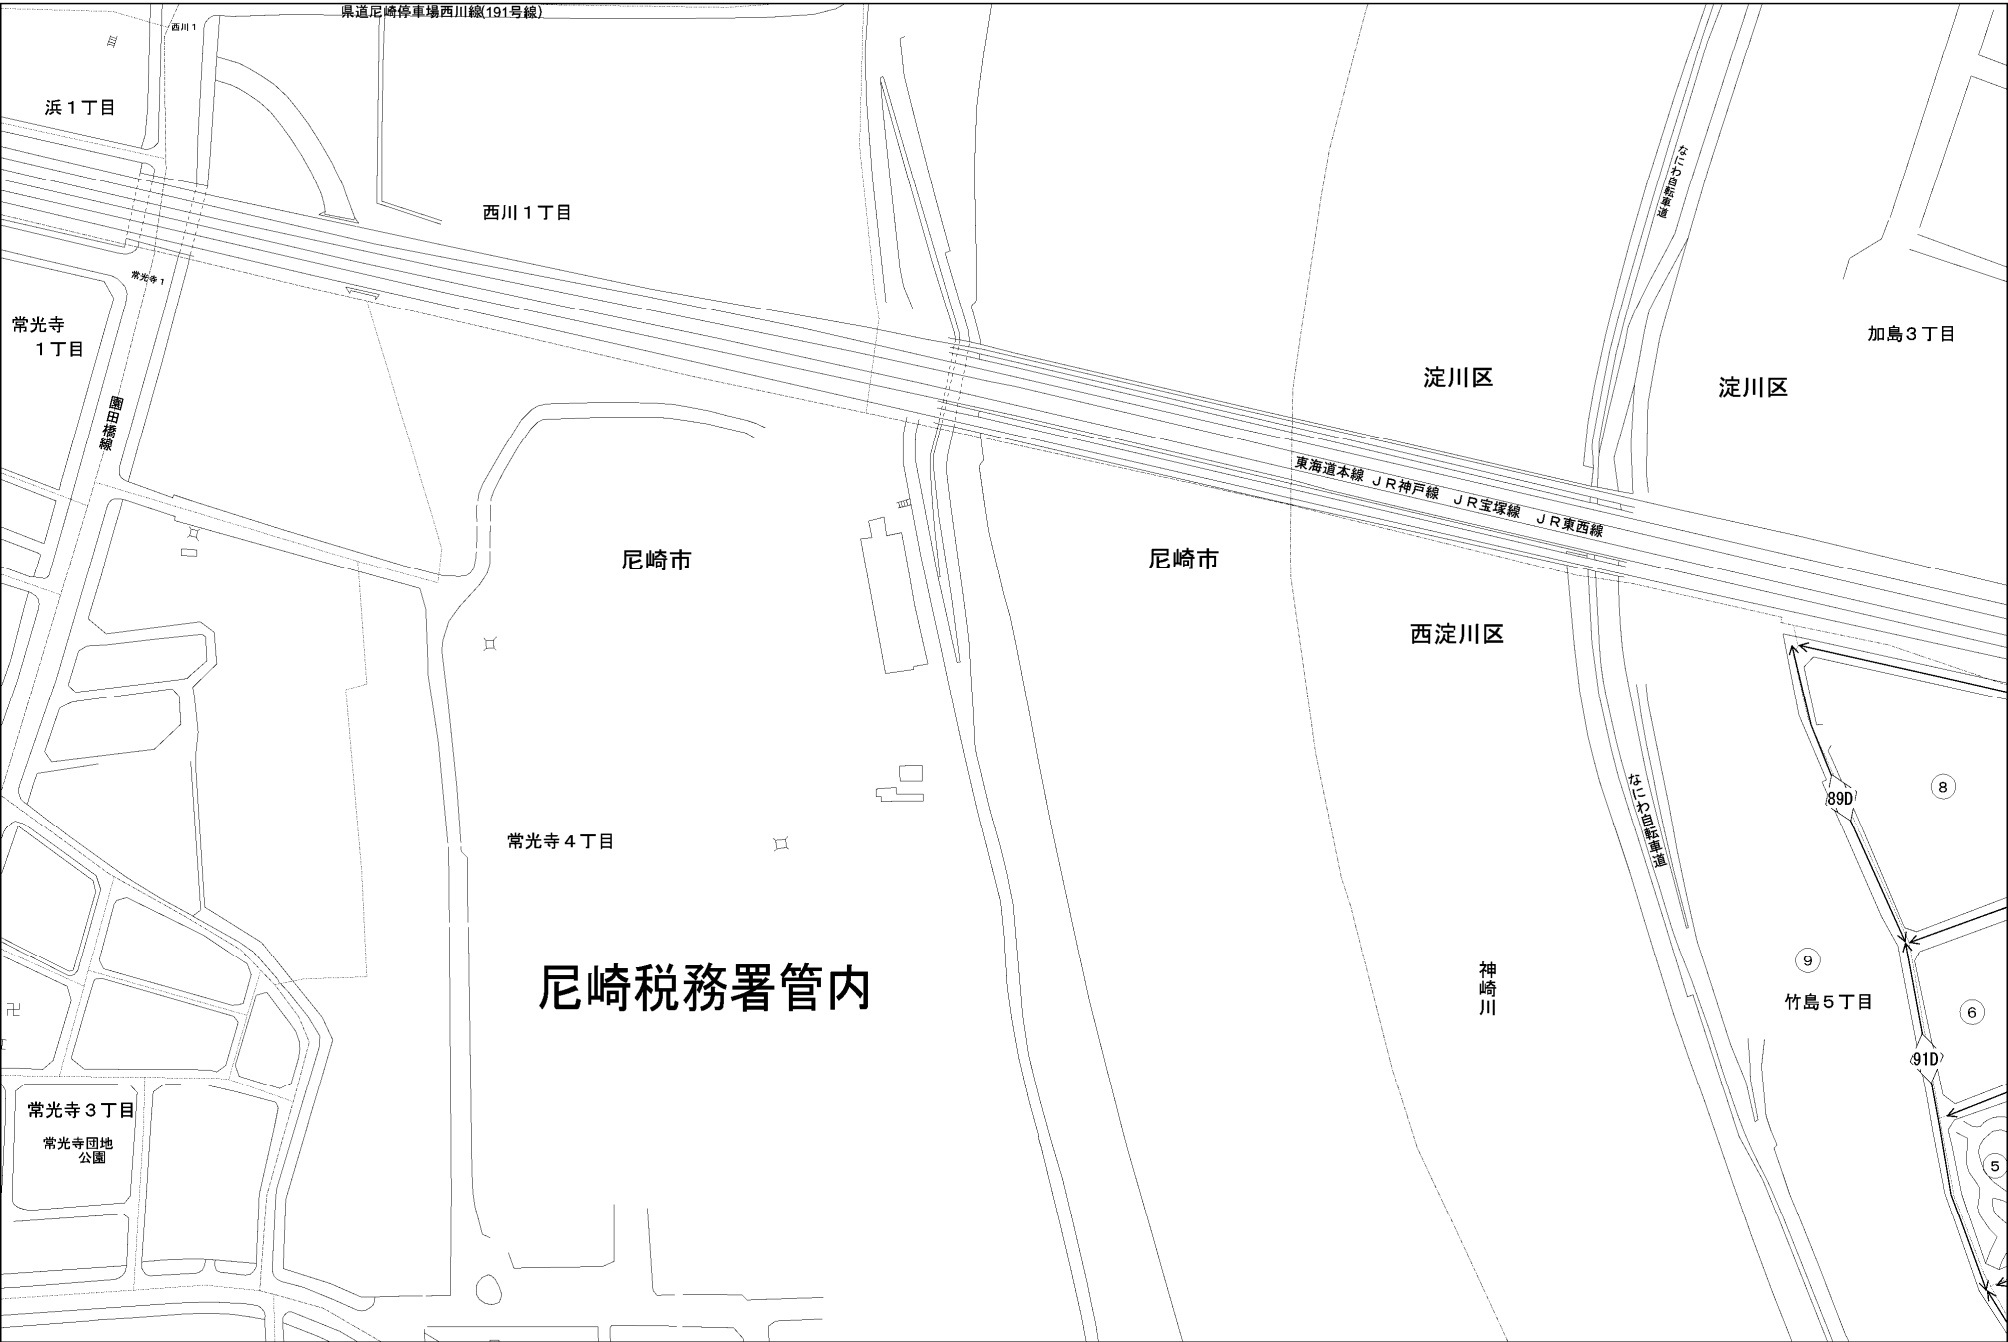 県道尼崎停車場西川線(191号線)
西川1
浜1丁目
なにわ自転車道
西川1丁目
常光寺1
常光寺
1丁目
加島3丁目
淀川区
淀川区
園田橋線
東海道本線 JR神戸線 JR宝塚線 JR東西線
尼崎市
尼崎市
西淀川区
8
89D
なにわ自転車道
常光寺4丁目
尼崎税務署管内
神崎川
9
竹島5丁目
6
91D
常光寺3丁目
常光寺団地
公園
5